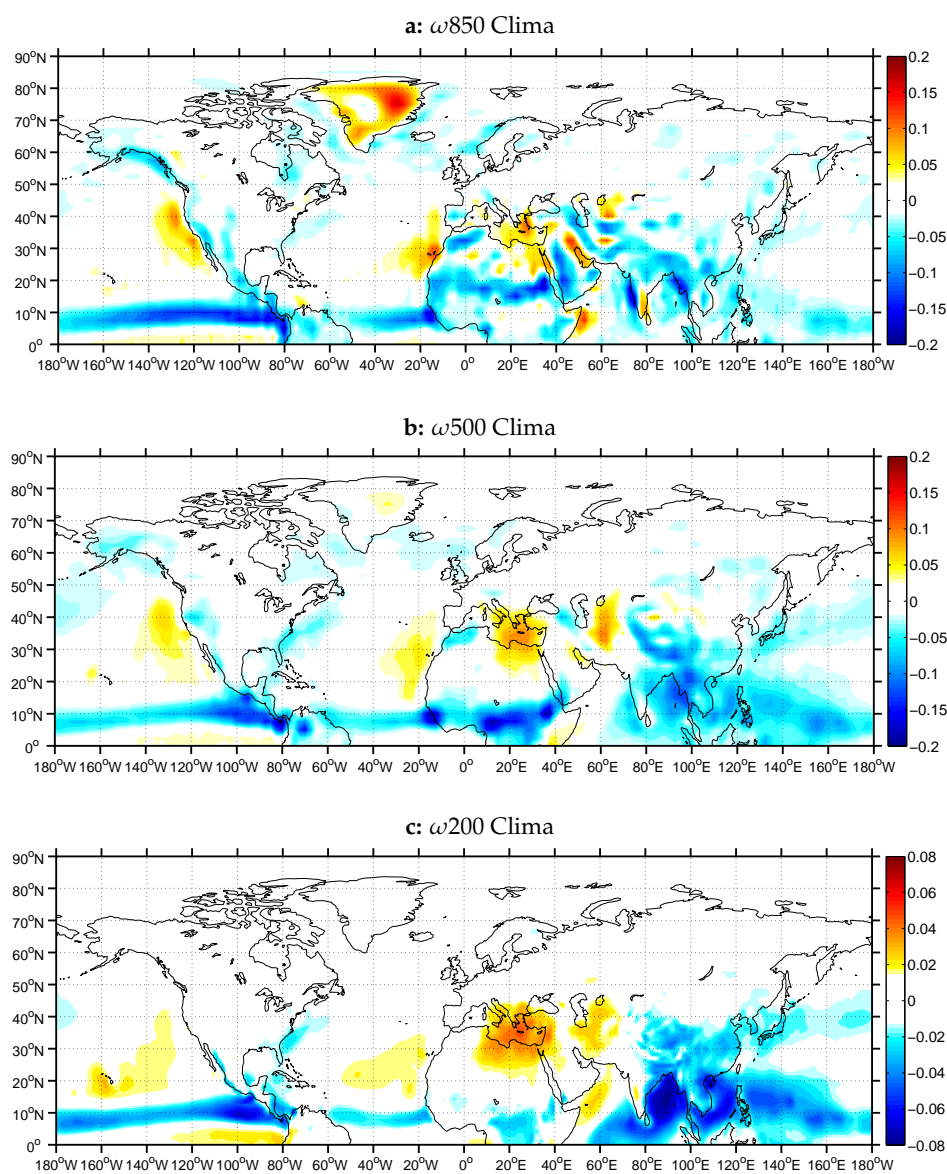 a: ω850 Clima
90°N
80°N
70°N
60°N
50°N
40°N
30°N
20°N
10°N
0°
180°W 160°W 140°W 120°W 100°W 80°W 60°W 40°W 20°W 0° 20°E 40°E 60°E 80°E 100°E 120°E 140°E 160°E 180°W
0.2
0.15
0.1
0.05
0
−0.05
−0.1
−0.15
−0.2
b: ω500 Clima
90°N
80°N
70°N
60°N
50°N
40°N
30°N
20°N
10°N
0°
180°W 160°W 140°W 120°W 100°W 80°W 60°W 40°W 20°W 0° 20°E 40°E 60°E 80°E 100°E 120°E 140°E 160°E 180°W
0.2
0.15
0.1
0.05
0
−0.05
−0.1
−0.15
−0.2
c: ω200 Clima
90°N
80°N
70°N
60°N
50°N
40°N
30°N
20°N
10°N
0°
180°W 160°W 140°W 120°W 100°W 80°W 60°W 40°W 20°W 0° 20°E 40°E 60°E 80°E 100°E 120°E 140°E 160°E 180°W
0.08
0.06
0.04
0.02
0
−0.02
−0.04
−0.06
−0.08